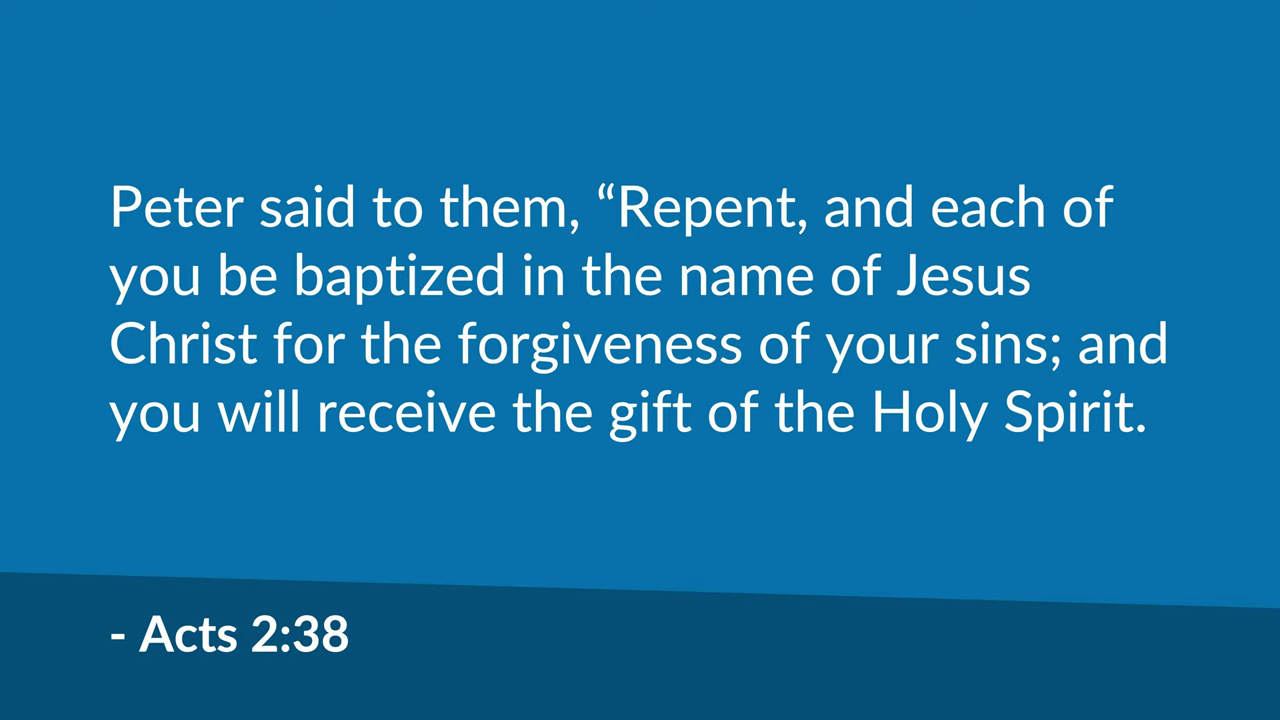 Peter said to them, “Repent, and each of
you be baptized in the name of Jesus
Christ for the forgiveness of your sins; and
you will receive the gift of the Holy Spirit.
- Acts 2:38